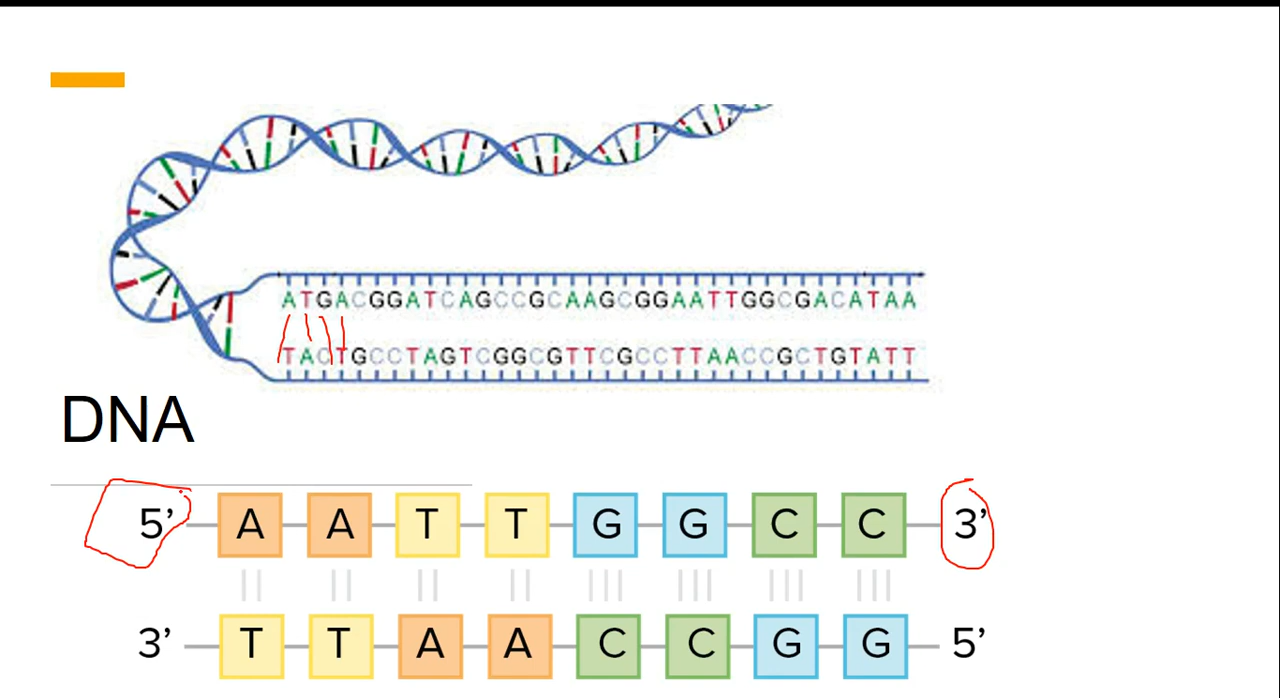 ATGACGGATCAGCCGCAAGCGGAATTGGCGACATAA
TACTGCCTAGTCGGCGTTCGCCTTAACCGCTGTATT
DNA
5’ A A T T G G C C 3’
3’ T T A A C C G G 5’